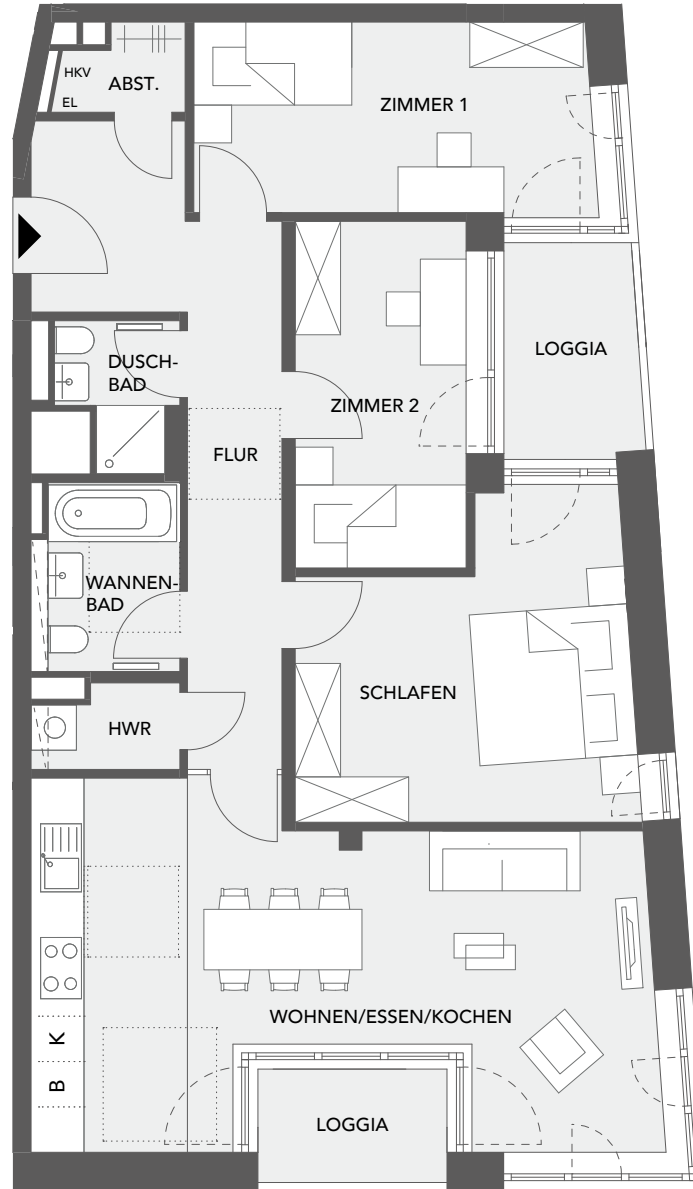 HKV
ABST.
EL
ZIMMER 1
LOGGIA
DUSCH-
BAD
ZIMMER 2
FLUR
WANNEN-
BAD
SCHLAFEN
HWR
WOHNEN/ESSEN/KOCHEN
K
B
LOGGIA